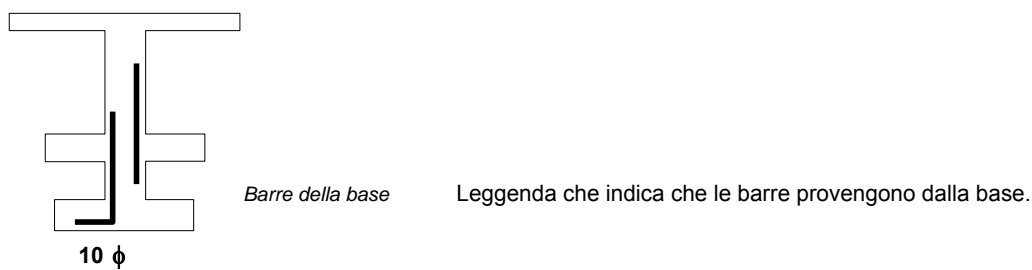 Barre della base Leggenda che indica che le barre provengono dalla base.
10 ϕ